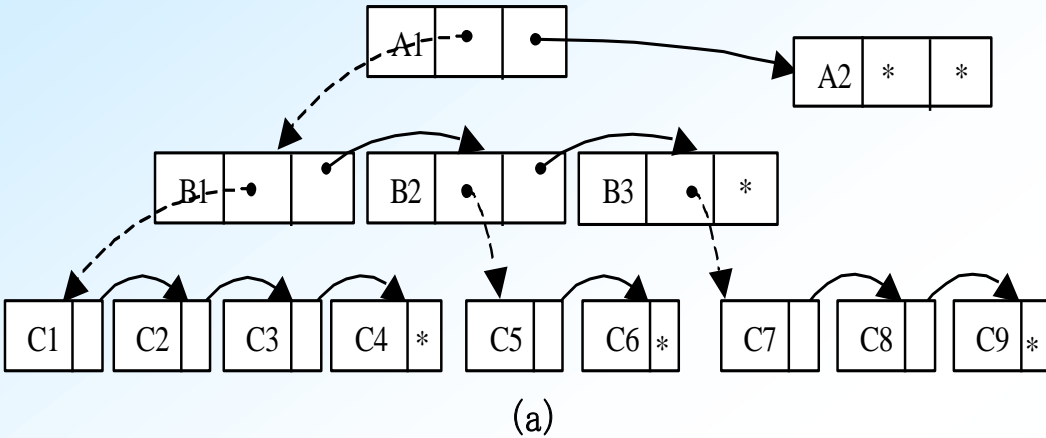 A1
A2 * *
B1 B2 B3 *
C1 C2 C3 C4 * C5 C6 * C7 C8 C9 *
(a)